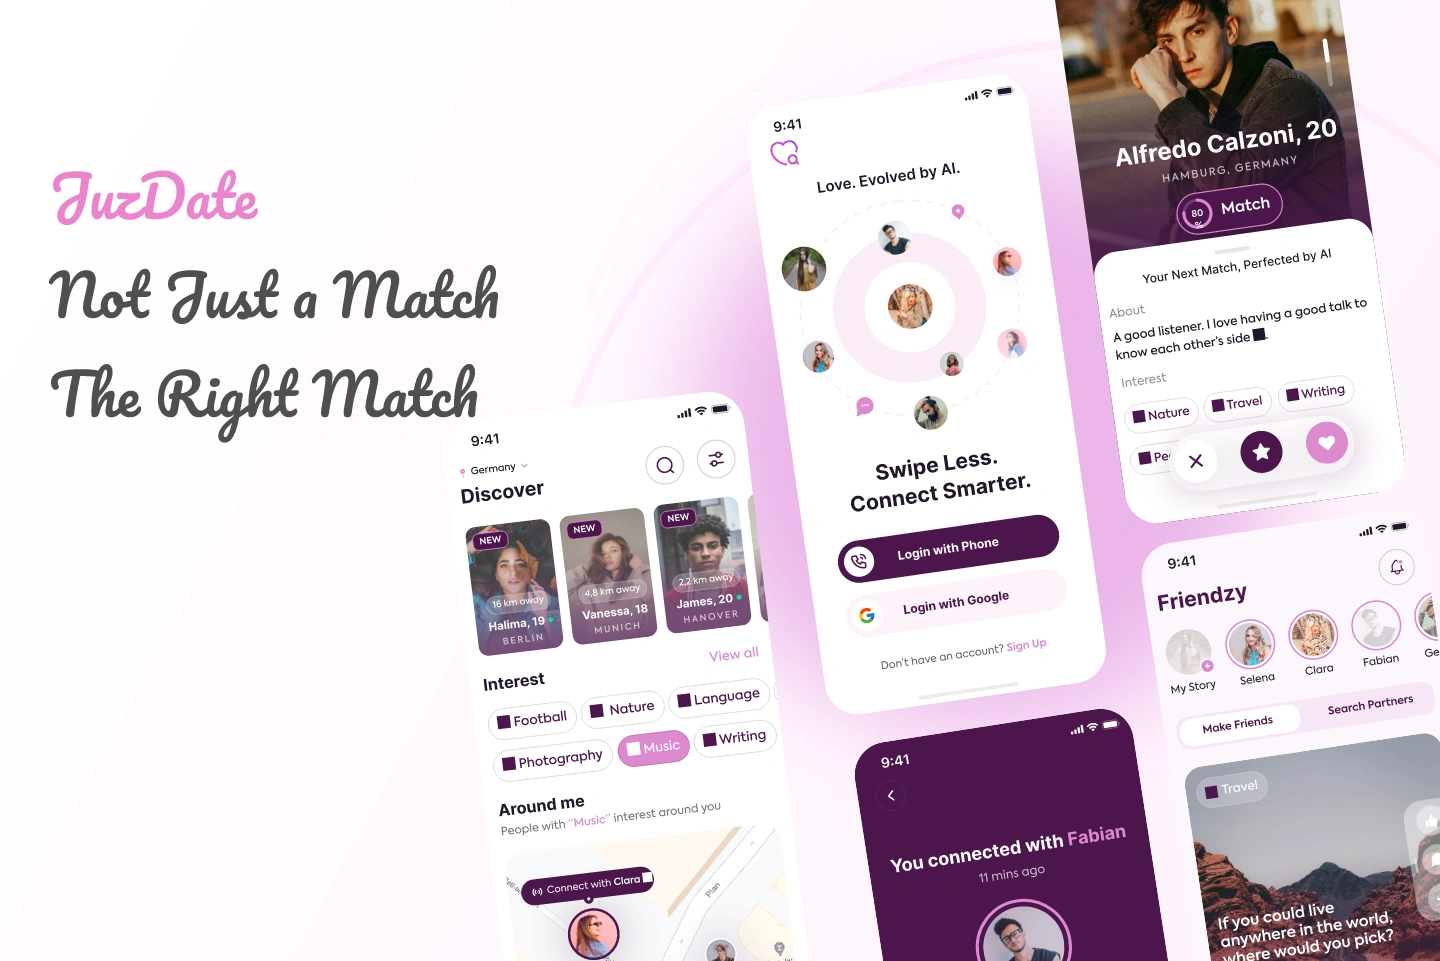 JuzDate
Not Just a Match
The Right Match
9:41
Germany
Discover
NEW
16 km away
Halima, 19
BERLIN
NEW
4,8 km away
Vanessa, 18
MUNICH
NEW
2,2 km away
James, 20
HANOVER
View all
Interest
Football
Nature
Language
Photography
Music
Writing
Around me
People with “Music” interest around you
Connect with Clara
Plan
9:41
Love. Evolved by AI.
Swipe Less.
Connect Smarter.
Login with Phone
Login with Google
Don't have an account? Sign Up
9:41
You connected with Fabian
11 mins ago
Alfredo Calzoni, 20
HAMBURG, GERMANY
80
%
Match
Your Next Match, Perfected by AI
About
A good listener. I love having a good talk to
know each other's side .
Interest
Nature
Travel
Writing
9:41
Friendzy
My Story
Selena
Clara
Fabian
Make Friends
Search Partners
Travel
If you could live
anywhere in the world,
where would you pick?